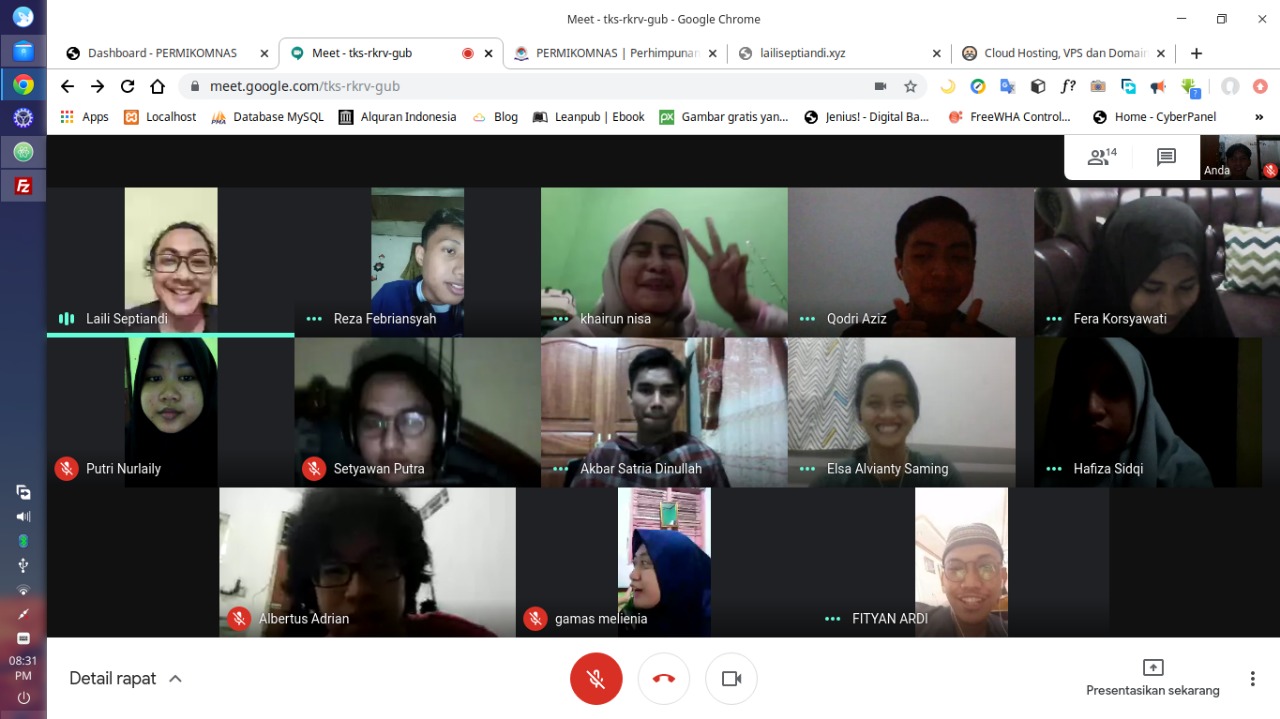 Meet - tks-rkrv-gub - Google Chrome
Dashboard - PERMIKOMNAS
Meet - tks-rkrv-gub
PERMIKOMNAS | Perhimpunan
lailiseptiandi.xyz
Cloud Hosting, VPS dan Domain
meet.google.com/tks-rkrv-gub
f?
7
Apps
Localhost
Database MySQL
Alquran Indonesia
Blog
Leanpub | Ebook
Gambar gratis yan...
Jenius! - Digital Ba...
FreeWHA Control...
Home - CyberPanel
»
14
Anda
Laili Septiandi
Reza Febriansyah
khairun nisa
Qodri Aziz
Fera Korsyawati
Putri Nurlaily
Setyawan Putra
Akbar Satria Dinullah
Elsa Alvianty Saming
Hafiza Sidqi
Albertus Adrian
gamas melienia
FITYAN ARDI
08:31
PM
Detail rapat
Presentasikan sekarang